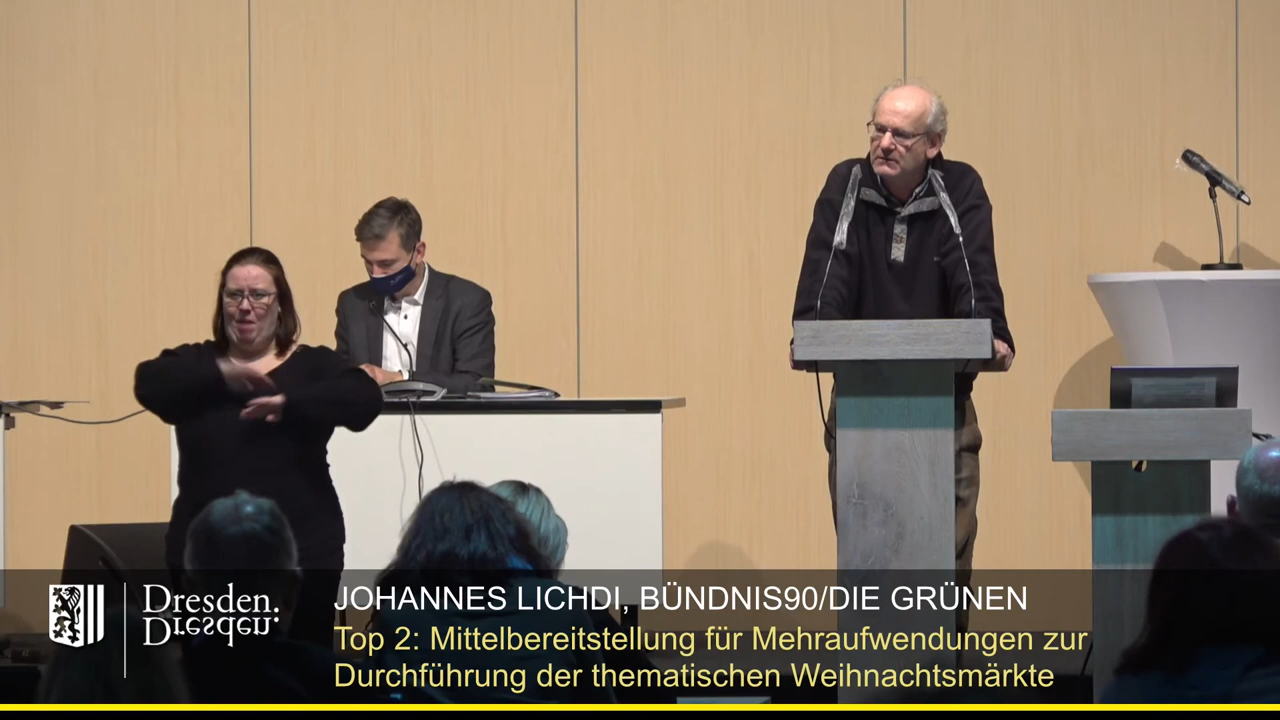 Dresden.
Dresden.
JOHANNES LICHDI, BÜNDNIS90/DIE GRÜNEN
Top 2: Mittelbereitstellung für Mehraufwendungen zur
Durchführung der thematischen Weihnachtsmärkte